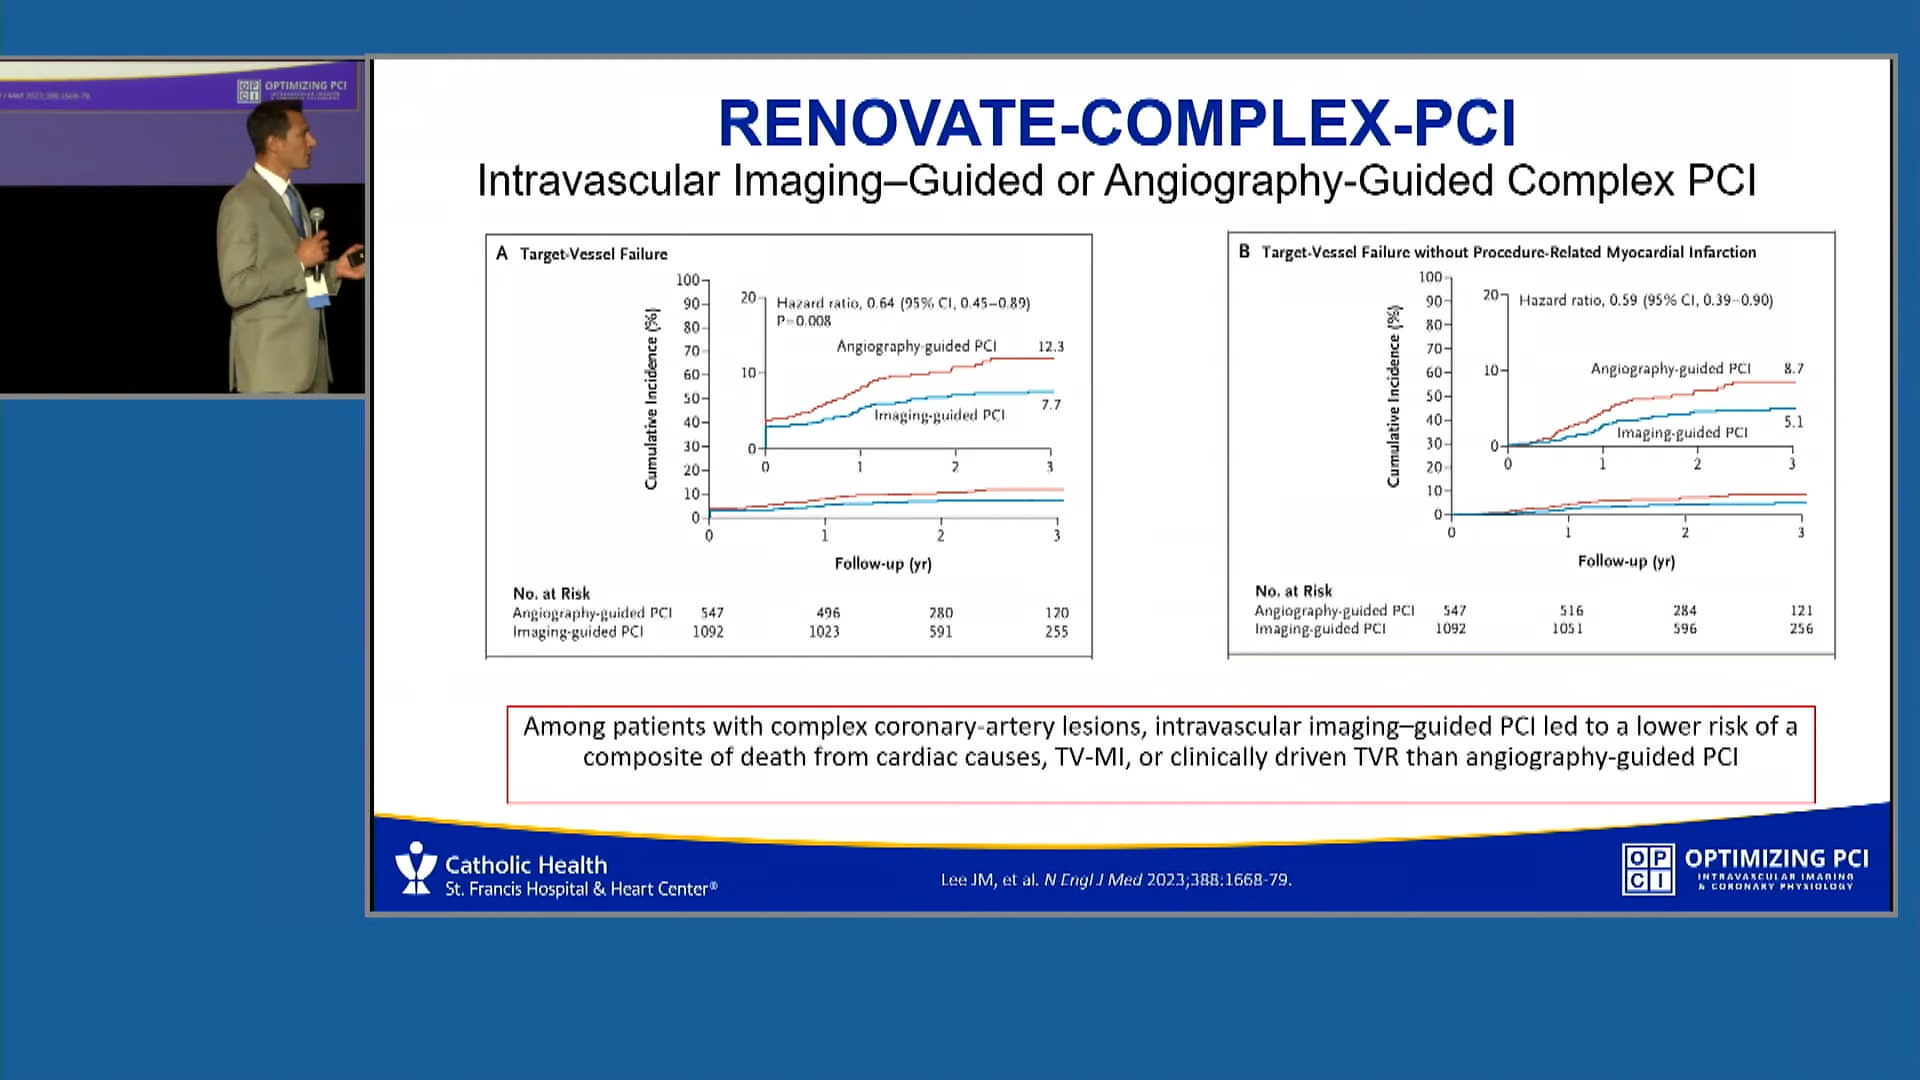 J Med 2023;388:1668-79.
OPCI
OPTIMIZING PCI
RENOVATE-COMPLEX-PCI
Intravascular Imaging–Guided or Angiography-Guided Complex PCI
A Target-Vessel Failure
Cumulative Incidence (%)
100
90
80
70
60
50
40
30
20
10
0
20
10
0
Hazard ratio, 0.64 (95% CI, 0.45–0.89)
P=0.008
Angiography-guided PCI 12.3
Imaging-guided PCI 7.7
0 1 2 3
0 1 2 3
Follow-up (yr)
No. at Risk
Angiography-guided PCI 547 496 280 120
Imaging-guided PCI 1092 1023 591 255
B Target-Vessel Failure without Procedure-Related Myocardial Infarction
Cumulative Incidence (%)
100
90
80
70
60
50
40
30
20
10
0
20
10
0
Hazard ratio, 0.59 (95% CI, 0.39–0.90)
Angiography-guided PCI 8.7
Imaging-guided PCI 5.1
0 1 2 3
0 1 2 3
Follow-up (yr)
No. at Risk
Angiography-guided PCI 547 516 284 121
Imaging-guided PCI 1092 1051 596 256
Among patients with complex coronary-artery lesions, intravascular imaging–guided PCI led to a lower risk of a
composite of death from cardiac causes, TV-MI, or clinically driven TVR than angiography-guided PCI
Catholic Health
St. Francis Hospital & Heart Center®
Lee JM, et al. N Engl J Med 2023;388:1668-79.
OP
CI
OPTIMIZING PCI
INTRAVASCULAR IMAGING
& CORONARY PHYSIOLOGY